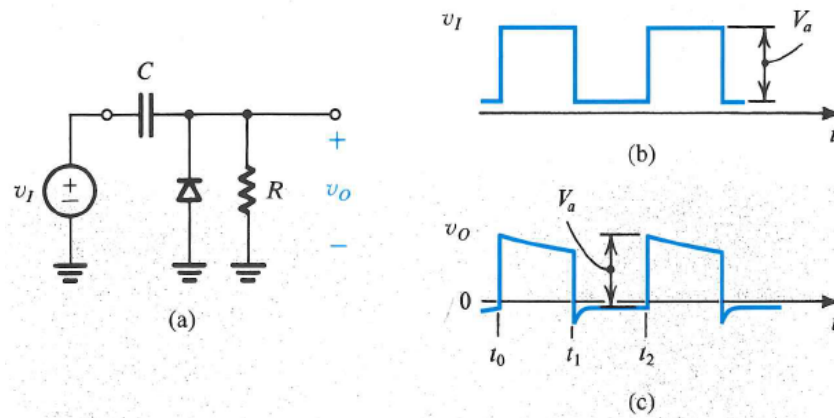 C
v_I
+
−
R
+
v_O
−
(a)
v_I
V_a
t
(b)
V_a
v_O
0
t
t_0
t_1
t_2
(c)